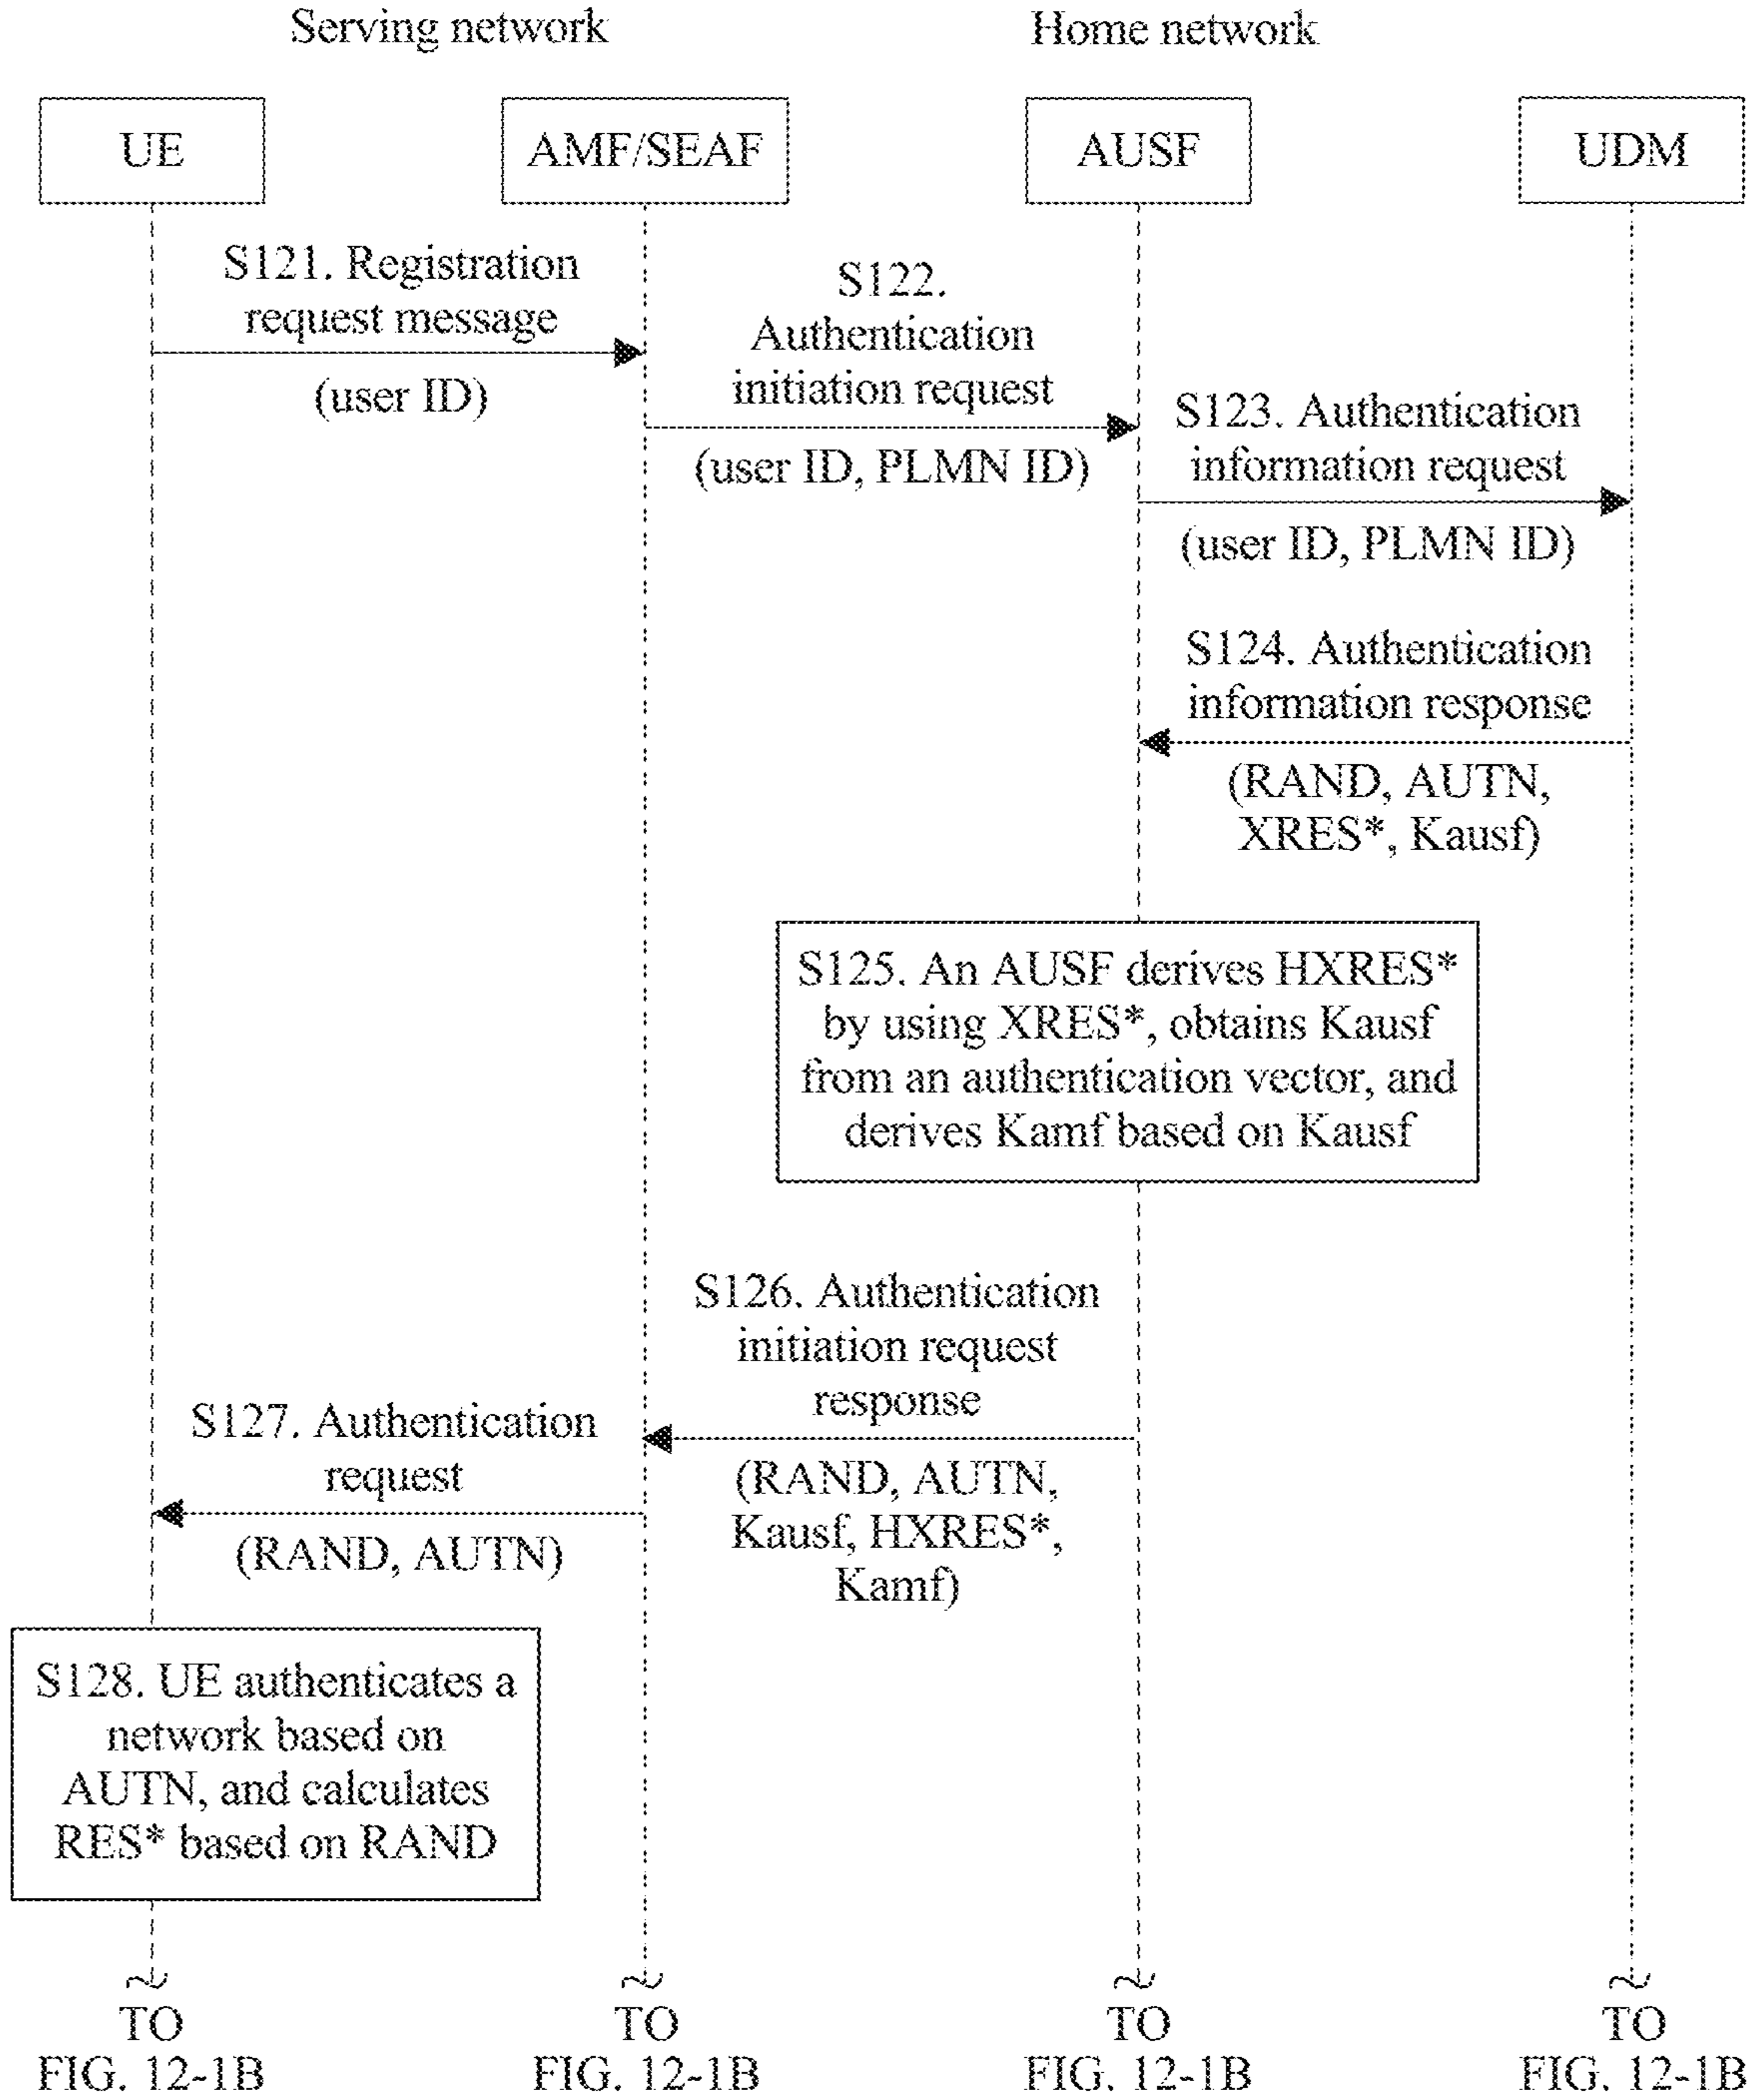 Serving network
Home network
UE
AMF/SEAF
AUSF
UDM
S121. Registration
request message
(user ID)
S122.
Authentication
initiation request
(user ID, PLMN ID)
S123. Authentication
information request
(user ID, PLMN ID)
S124. Authentication
information response
(RAND, AUTN,
XRES*, Kausf)
S125. An AUSF derives HXRES*
by using XRES*, obtains Kausf
from an authentication vector, and
derives Kamf based on Kausf
S126. Authentication
initiation request
response
(RAND, AUTN,
Kausf, HXRES*,
Kamf)
S127. Authentication
request
(RAND, AUTN)
S128. UE authenticates a
network based on
AUTN, and calculates
RES* based on RAND
TO
FIG. 12-1B
TO
FIG. 12-1B
TO
FIG. 12-1B
TO
FIG. 12-1B